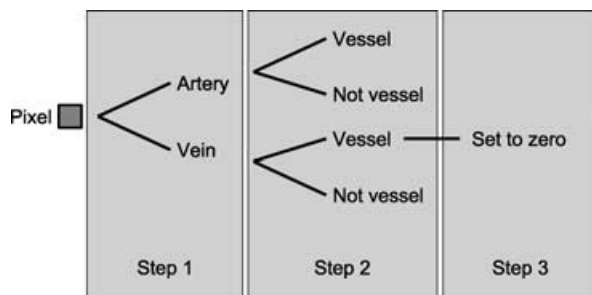 Pixel
Artery
Vein
Vessel
Not vessel
Vessel
Not vessel
Set to zero
Step 1
Step 2
Step 3